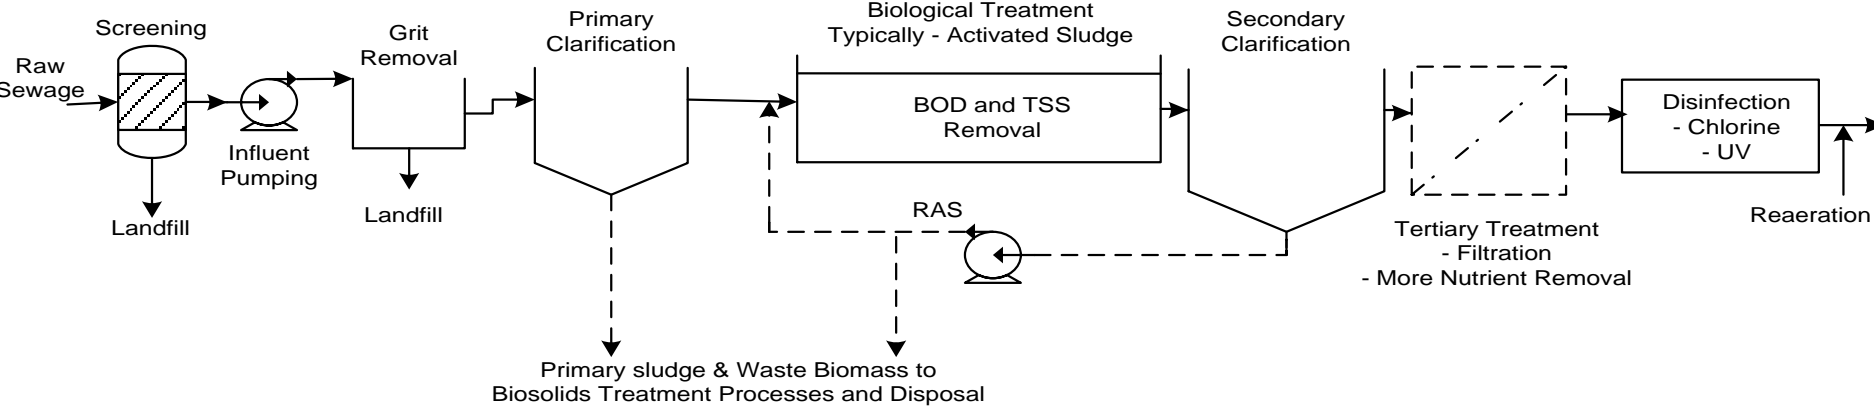 Screening
Raw
Sewage
Landfill
Influent
Pumping
Grit
Removal
Landfill
Primary
Clarification
Biological Treatment
Typically - Activated Sludge
BOD and TSS
Removal
RAS
Secondary
Clarification
Tertiary Treatment
- Filtration
- More Nutrient Removal
Disinfection
- Chlorine
- UV
Reaeration
Primary sludge & Waste Biomass to
Biosolids Treatment Processes and Disposal